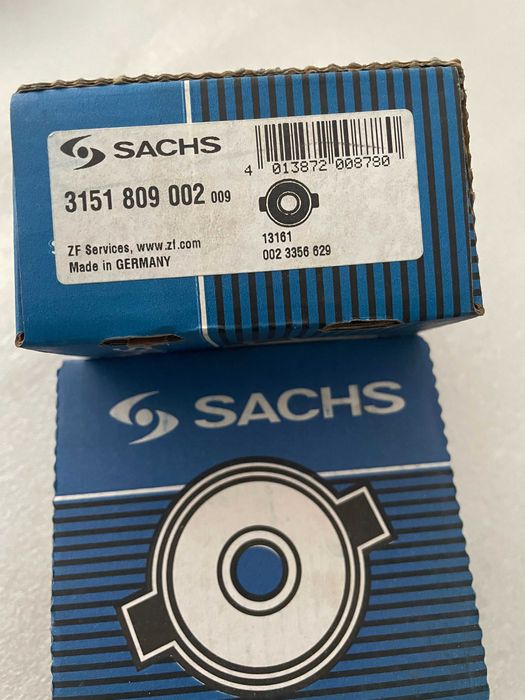 SACHS
3151 809 002 009
ZF Services, www.zf.com
Made in GERMANY
4 013872 008780
13161
002 3356 629
SACHS